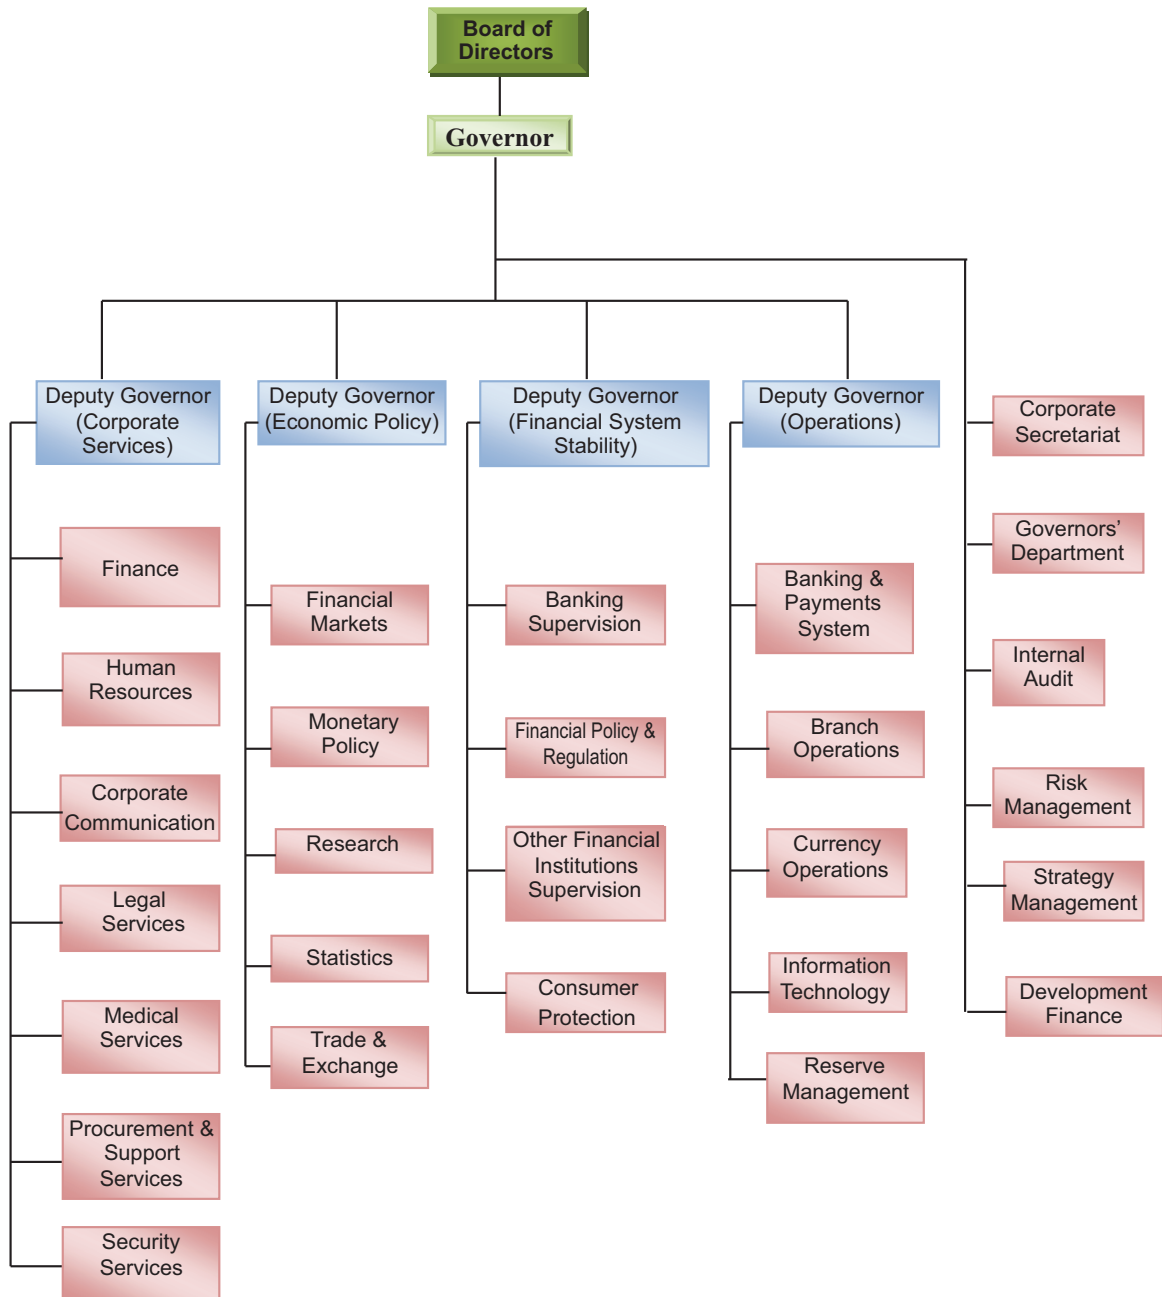 Board of
Directors
Governor
Deputy Governor
(Corporate
Services)
Finance
Human
Resources
Corporate
Communication
Legal
Services
Medical
Services
Procurement &
Support
Services
Security
Services
Deputy Governor
(Economic Policy)
Financial
Markets
Monetary
Policy
Research
Statistics
Trade &
Exchange
Deputy Governor
(Financial System
Stability)
Banking
Supervision
Financial Policy &
Regulation
Other Financial
Institutions
Supervision
Consumer
Protection
Deputy Governor
(Operations)
Banking &
Payments
System
Branch
Operations
Currency
Operations
Information
Technology
Reserve
Management
Corporate
Secretariat
Governors’
Department
Internal
Audit
Risk
Management
Strategy
Management
Development
Finance